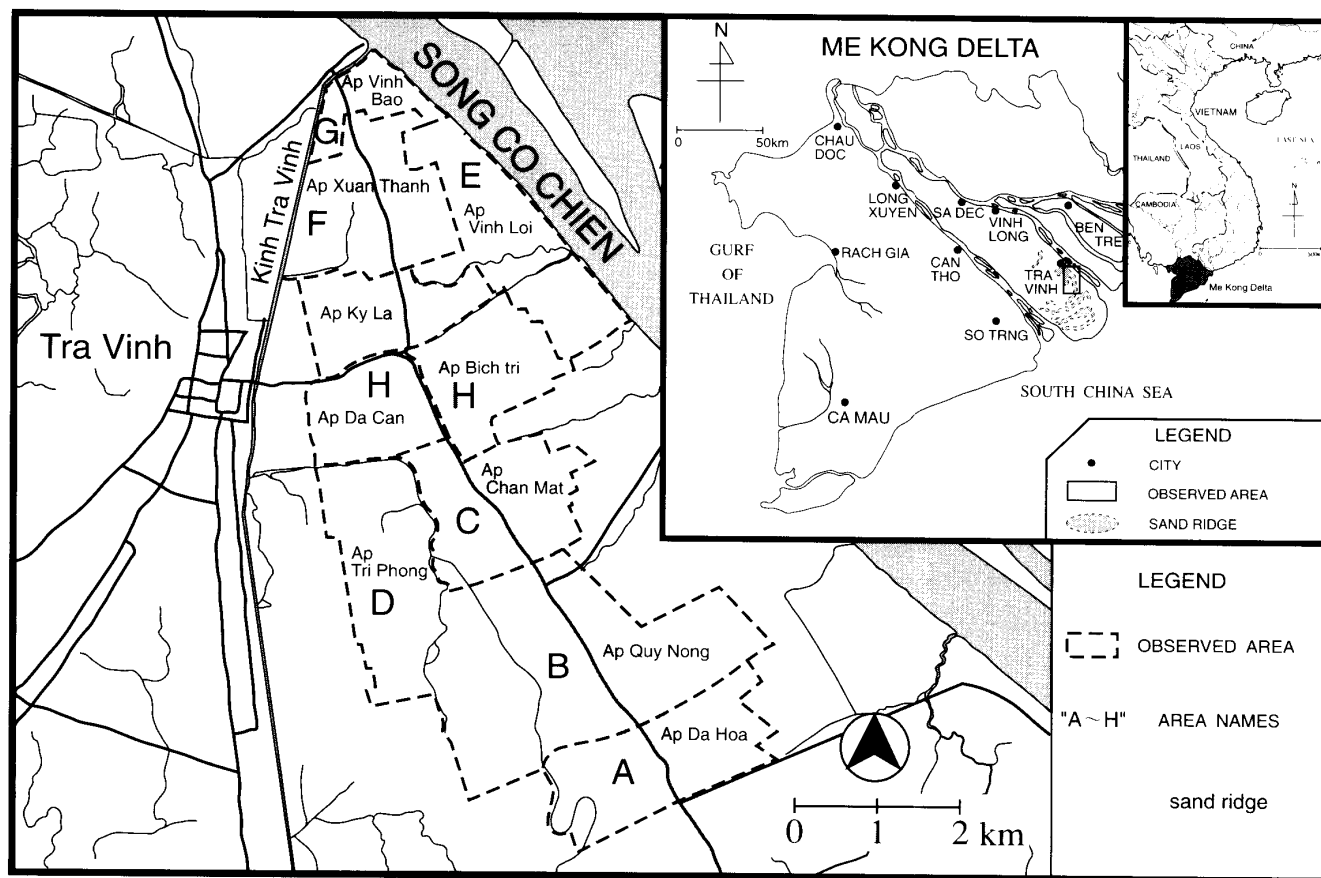 SONG CO CHIEN
Ap Vinh
Bao
G
E
Ap Xuan Thanh
F
Ap
Vinh Loi
Kinh Tra Vinh
Ap Ky La
Tra Vinh
H
Ap Bich tri
H
Ap Da Can
Ap
Chan Mat
C
Ap
Tri Phong
D
B
Ap Quy Nong
Ap Da Hoa
A
0 1 2 km
N
ME KONG DELTA
0 50km
CHAU
DOC
LONG
XUYEN
SA DEC
VINH
LONG
BEN
TRE
GURF
OF
THAILAND
RACH GIA
CAN
THO
TRA
VINH
SO TRNG
SOUTH CHINA SEA
CA MAU
LEGEND
CITY
OBSERVED AREA
SAND RIDGE
CHINA
VIETNAM
LAOS
EAST SEA
THAILAND
N
CAMBODIA
Me Kong Delta
LEGEND
OBSERVED AREA
"A ~ H" AREA NAMES
sand ridge